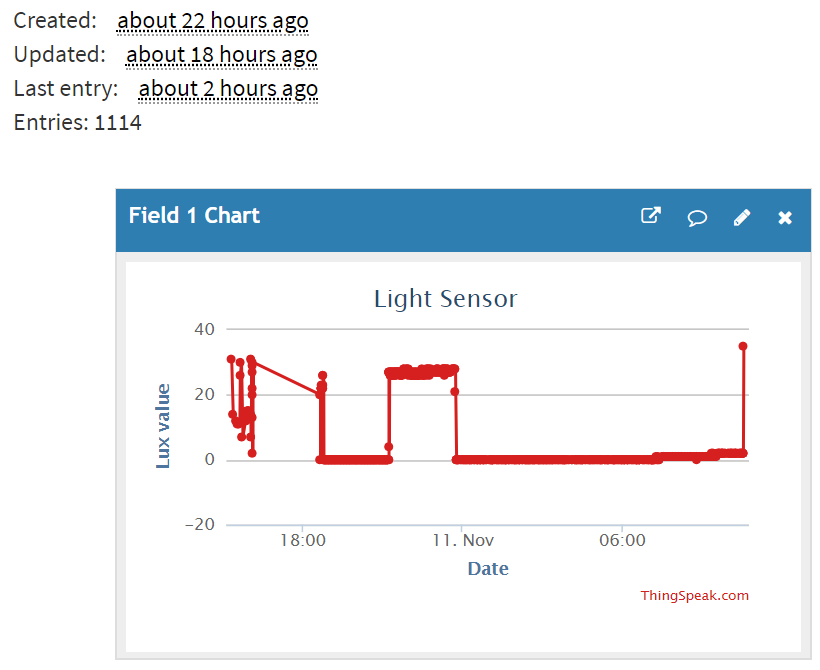 Created: about 22 hours ago
Updated: about 18 hours ago
Last entry: about 2 hours ago
Entries: 1114
Field 1 Chart
Light Sensor
Lux value
40
20
0
−20
18:00 11. Nov 06:00
Date
ThingSpeak.com